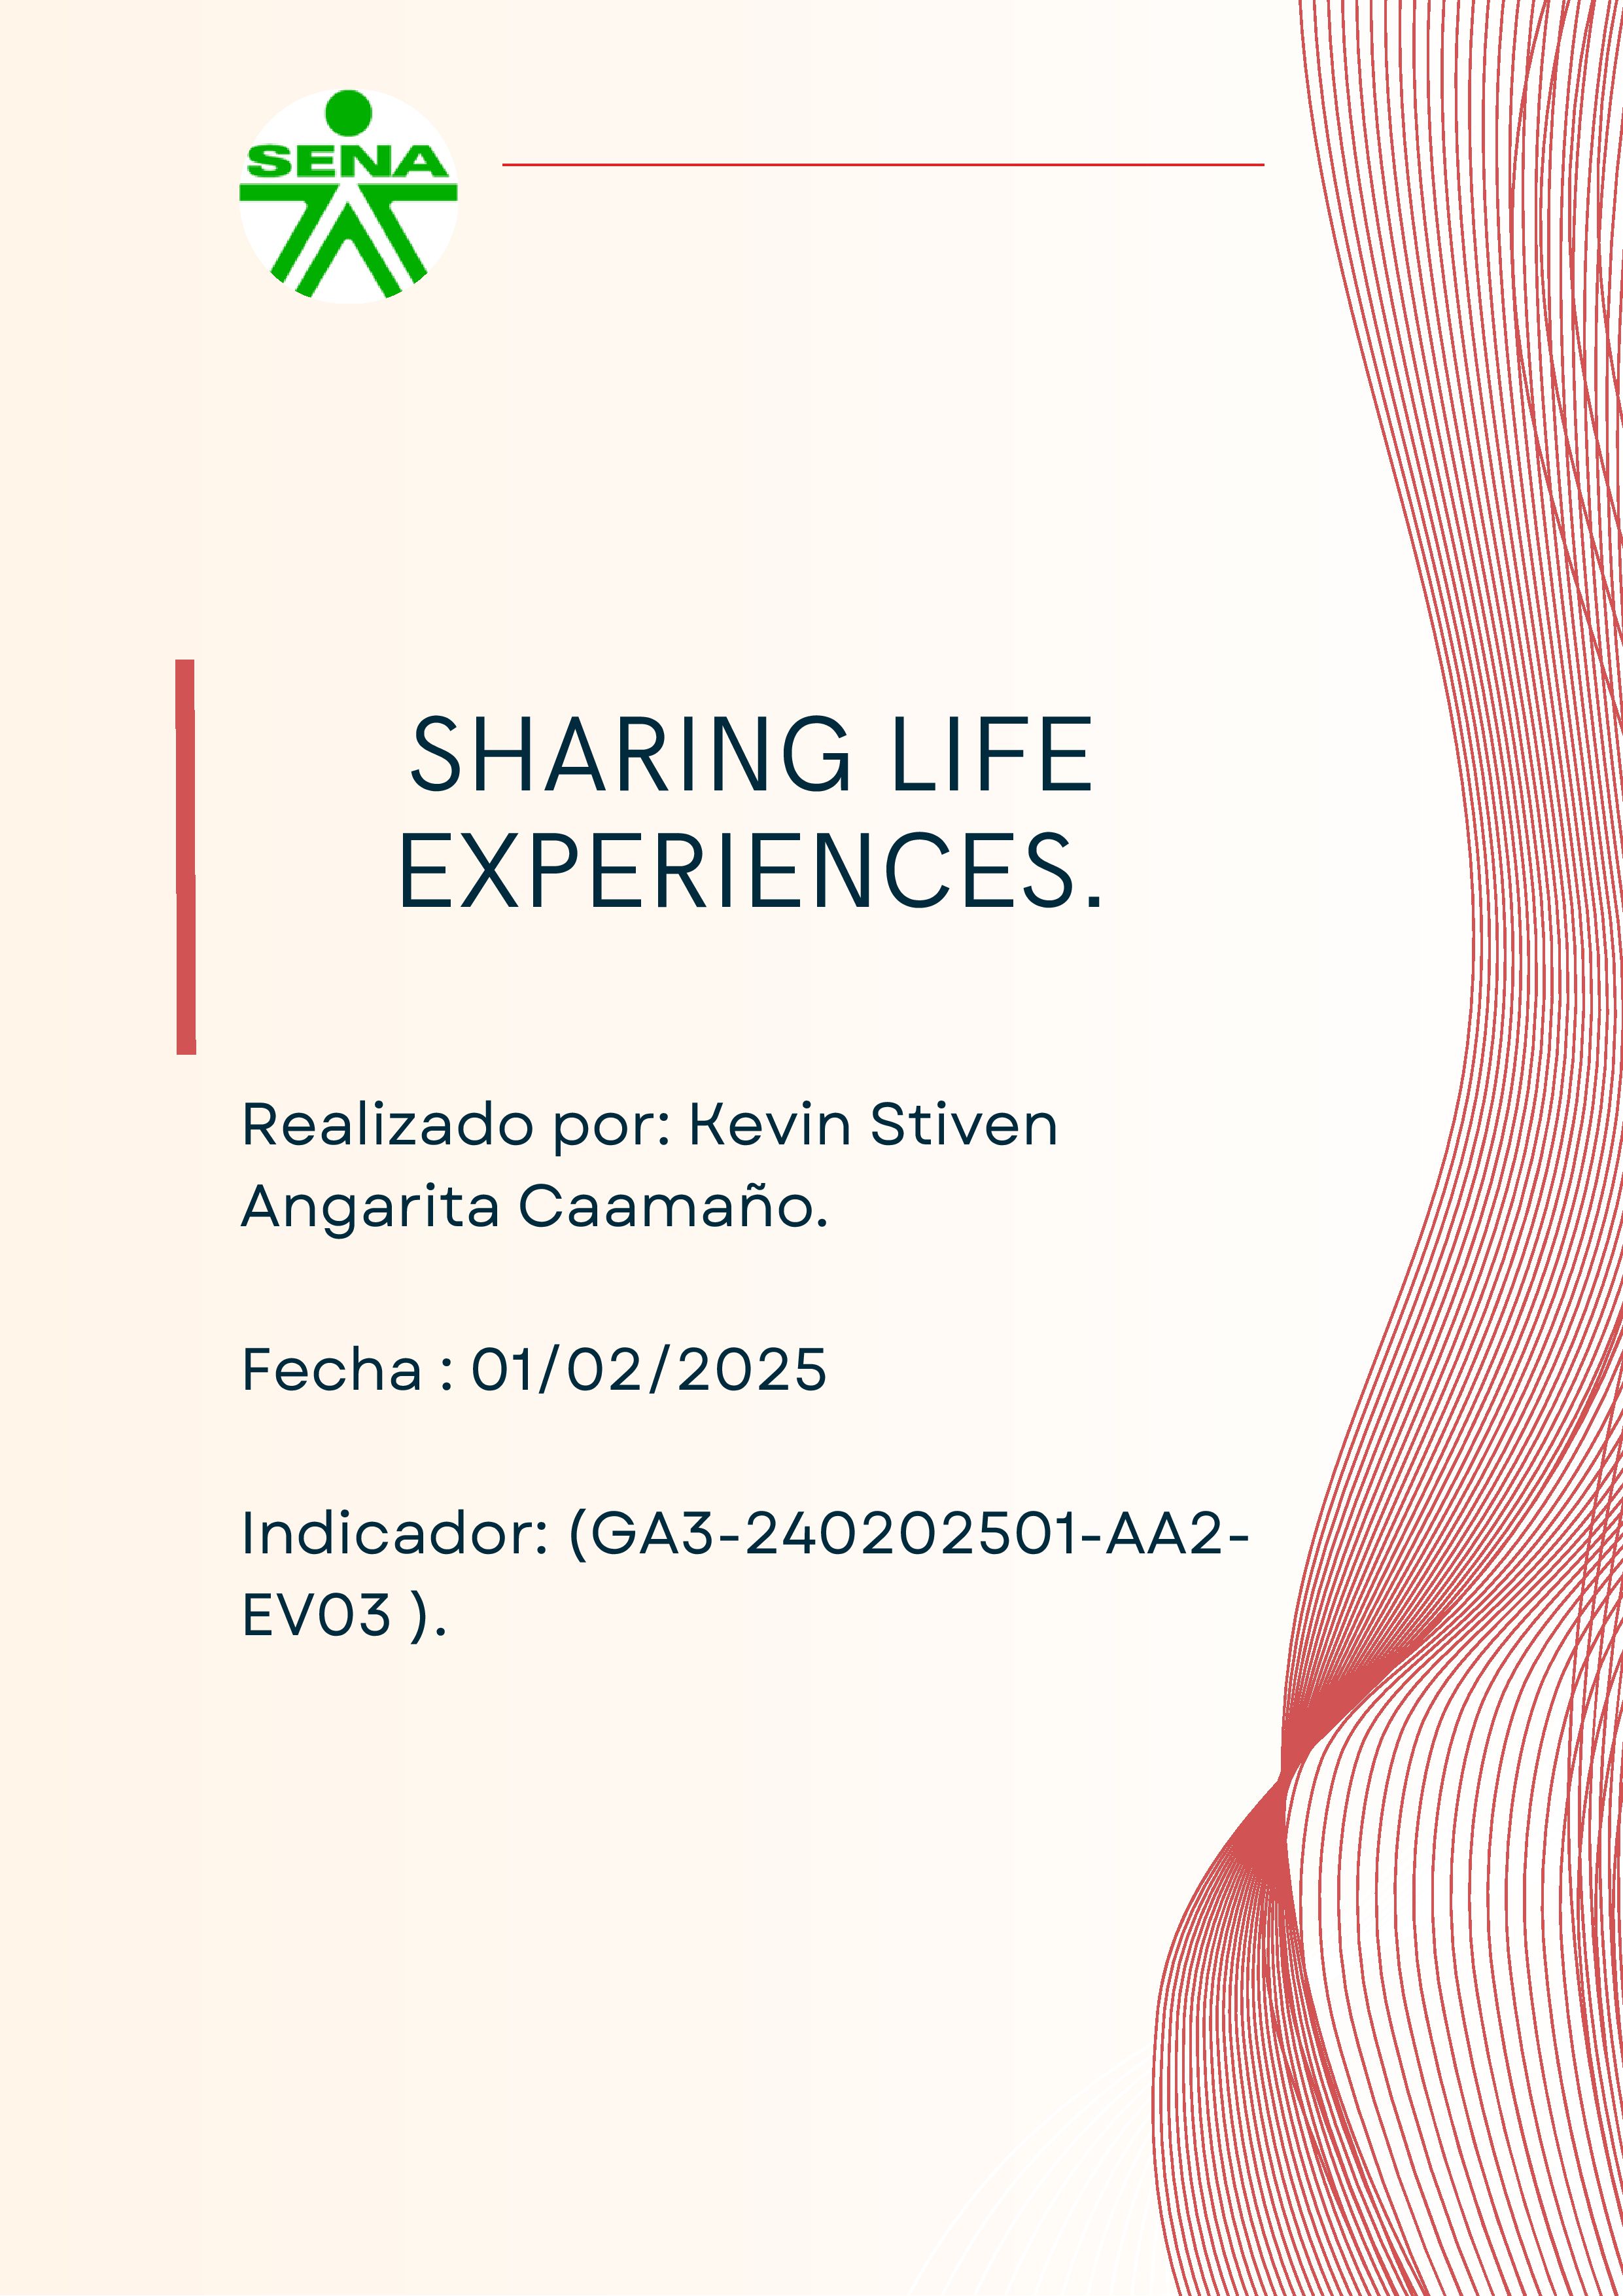 SENA
SHARING LIFE
EXPERIENCES.
Realizado por: Kevin Stiven
Angarita Caamaño.
Fecha : 01/02/2025
Indicador: (GA3-240202501-AA2-
EV03 ).